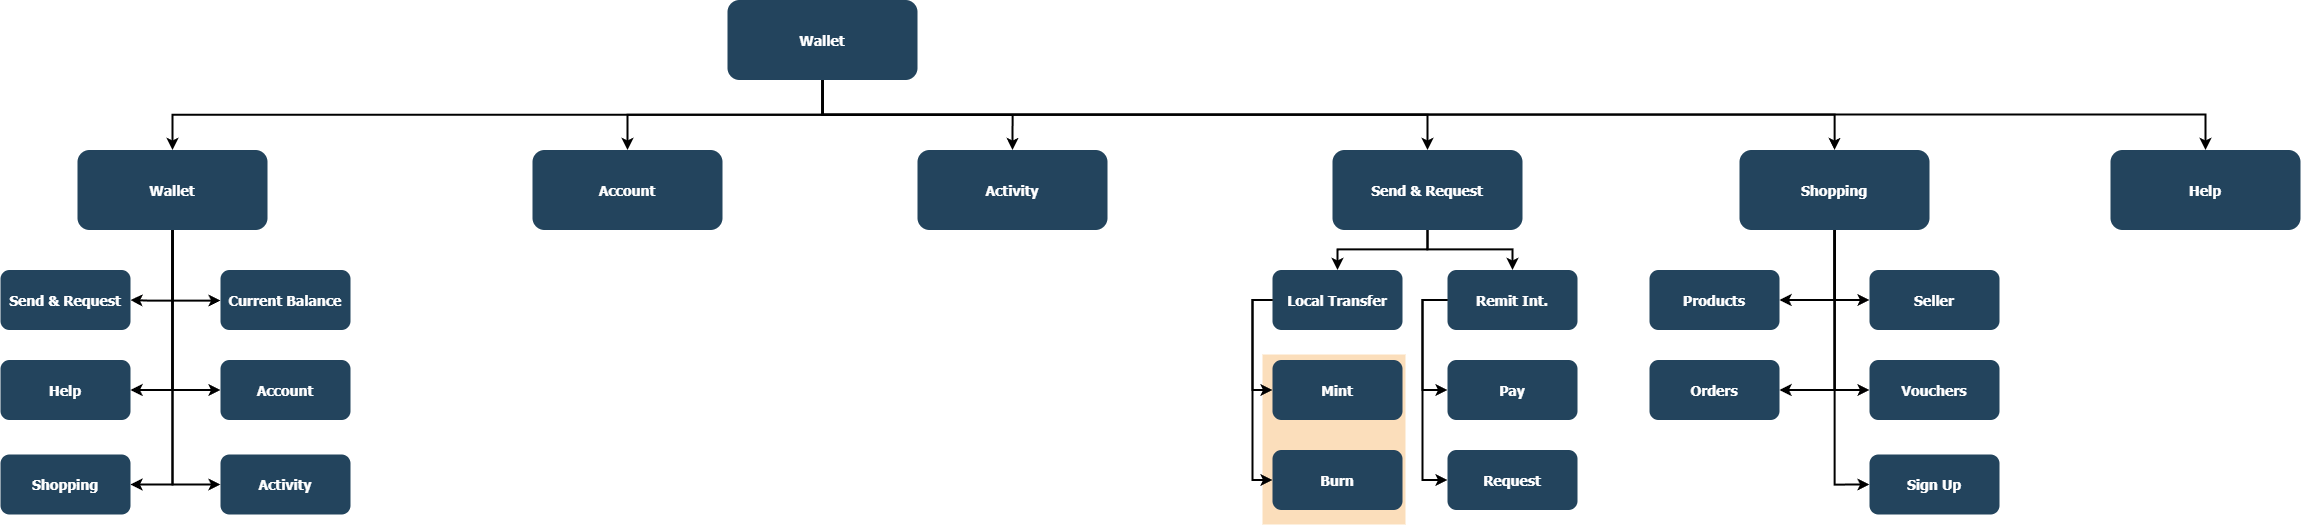 Wallet
Wallet
Account
Activity
Send & Request
Shopping
Help
Send & Request
Current Balance
Local Transfer
Remit Int.
Products
Seller
Help
Account
Mint
Pay
Orders
Vouchers
Shopping
Activity
Burn
Request
Sign Up